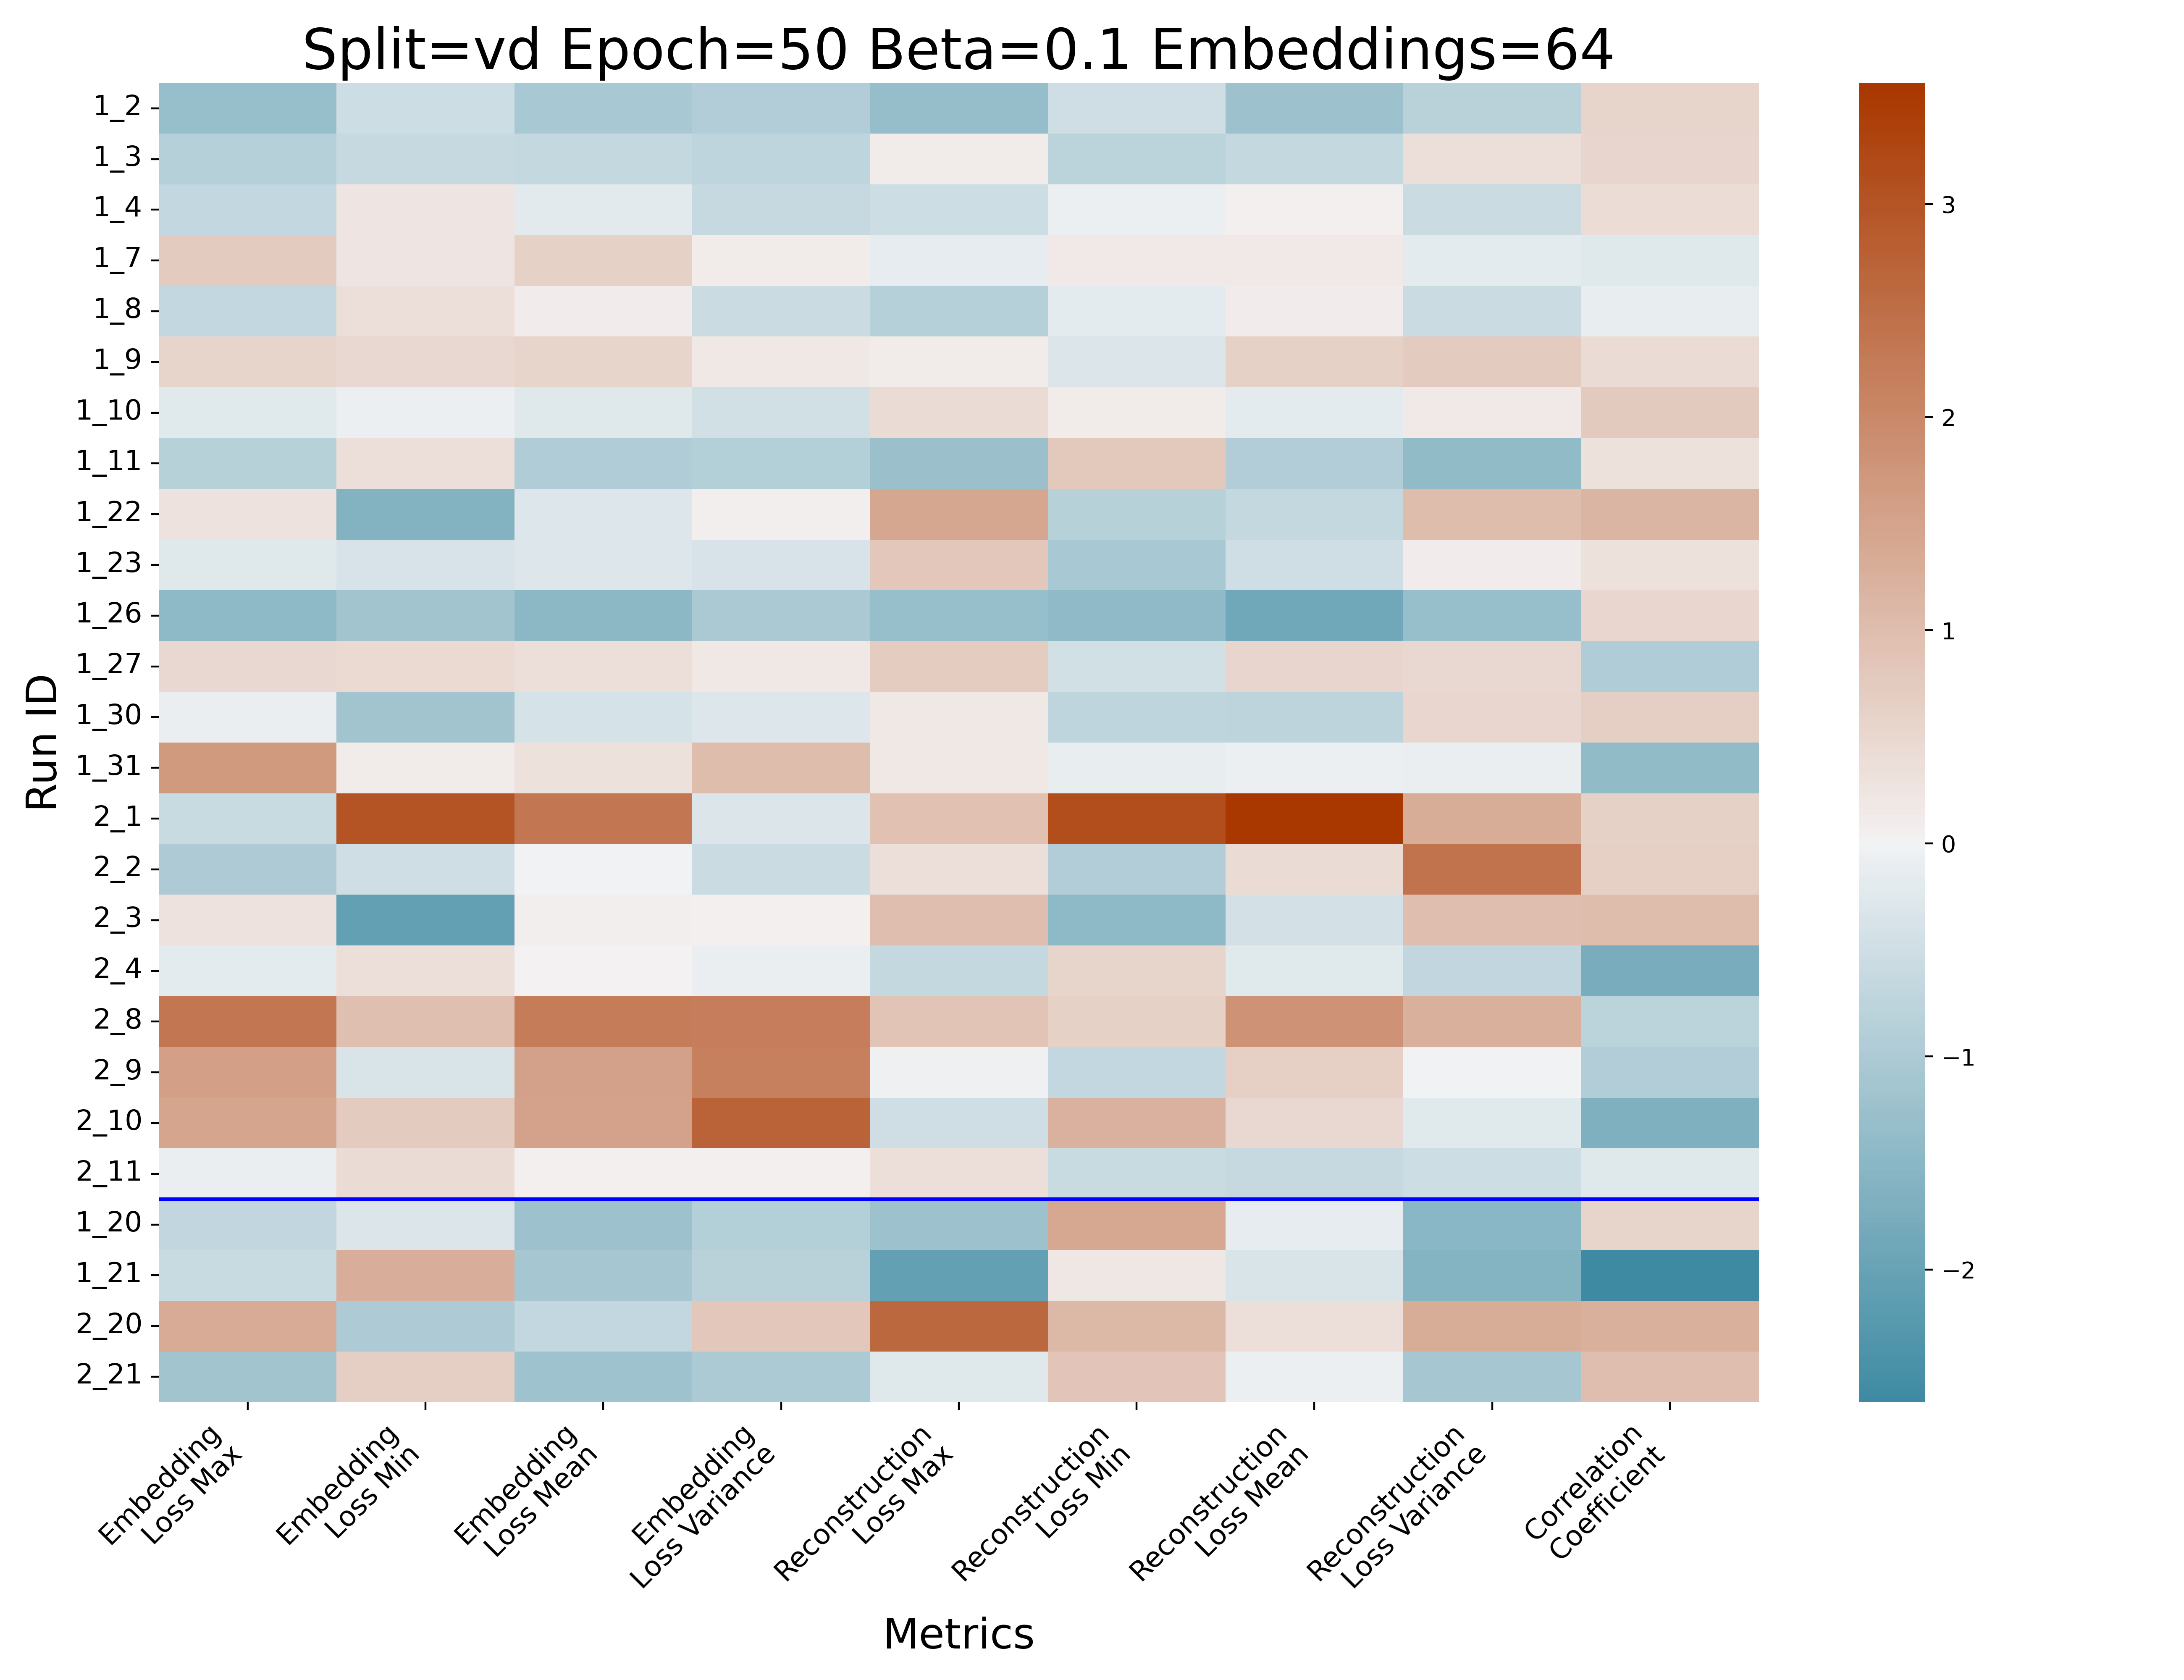 Split=vd Epoch=50 Beta=0.1 Embeddings=64
Run ID
1_2
1_3
1_4
1_7
1_8
1_9
1_10
1_11
1_22
1_23
1_26
1_27
1_30
1_31
2_1
2_2
2_3
2_4
2_8
2_9
2_10
2_11
1_20
1_21
2_20
2_21
Embedding
Loss Max
Embedding
Loss Min
Embedding
Loss Mean
Embedding
Loss Variance
Reconstruction
Loss Max
Reconstruction
Loss Min
Reconstruction
Loss Mean
Reconstruction
Loss Variance
Correlation
Coefficient
Metrics
3
2
1
0
−1
−2